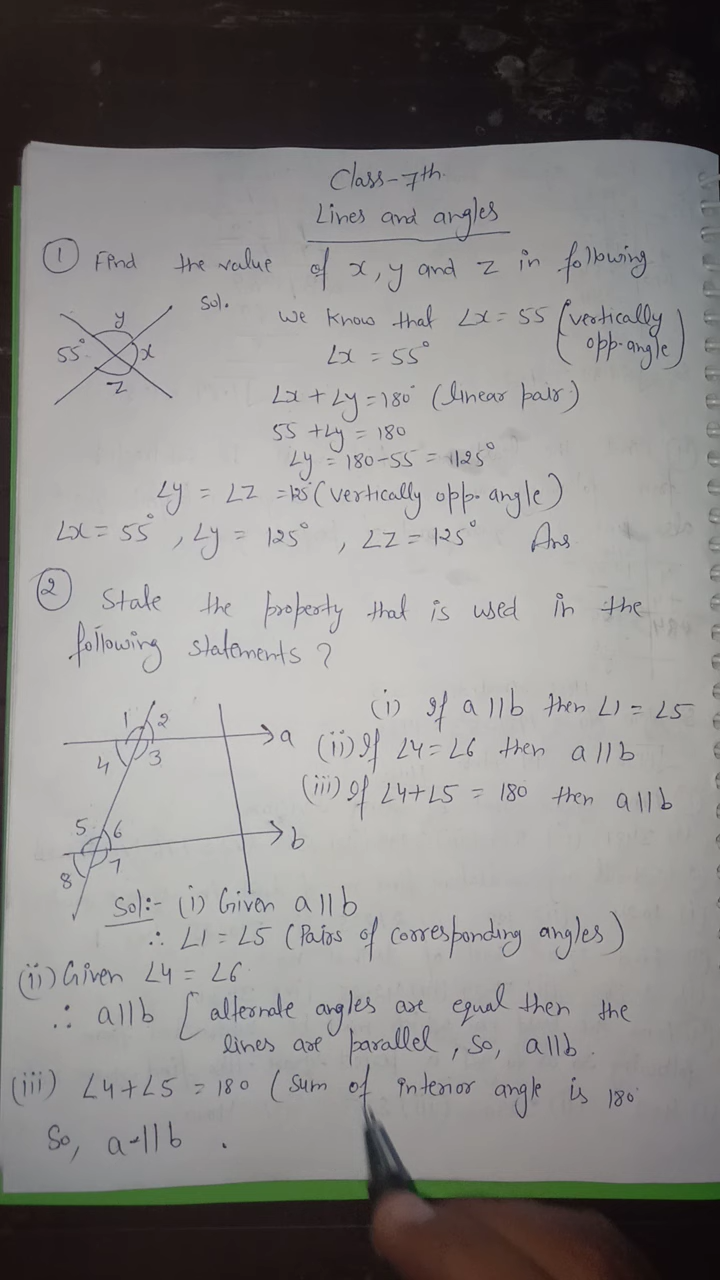 Class-7th.
Lines and angles
① Find the value of x, y and z in following
Sol. We know that ∠x = 55 (vertically opp. angle)
y
55°
x
z
∠x = 55°
∠x + ∠y = 180° (linear pair)
55 + ∠y = 180
∠y = 180-55 = 125°
∠y = ∠z = 125° (vertically opp. angle)
∠x = 55°, ∠y = 125°, ∠z = 125° Ans
② State the property that is used in the
following statements?
(i) If a || b then ∠1 = ∠5
(ii) If ∠4 = ∠6 then a || b
(iii) If ∠4+∠5 = 180 then a || b
1 2
a
4 3
5 6
b
8 7
Sol:- (i) Given a || b
∴ ∠1 = ∠5 (Pairs of corresponding angles)
(ii) Given ∠4 = ∠6
∴ a || b [alternate angles are equal then the
lines are parallel, so, a || b.
(iii) ∠4+∠5 = 180 (Sum of interior angle is 180
So, a || b.